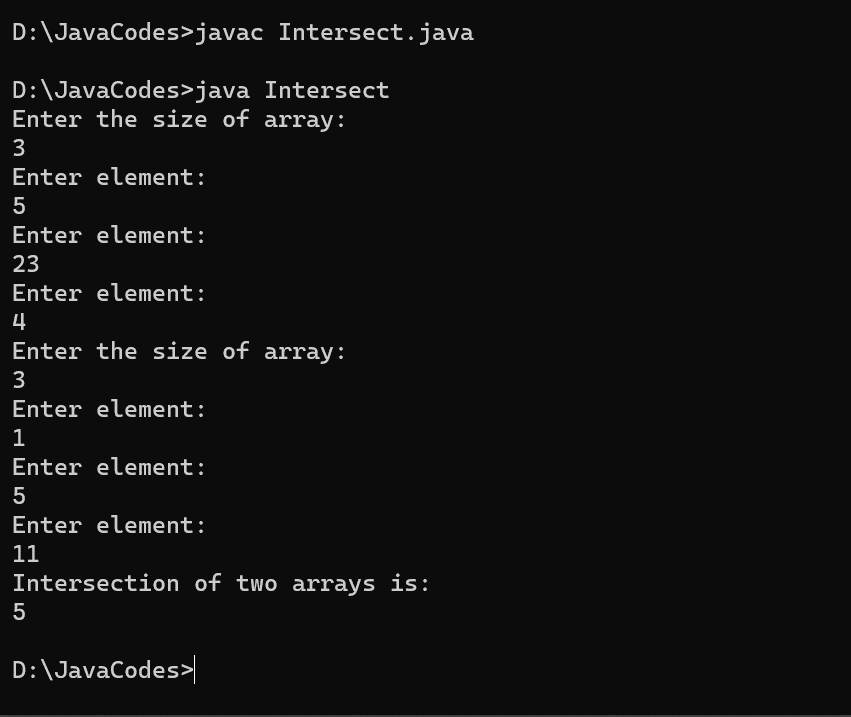 D:\JavaCodes>javac Intersect.java
D:\JavaCodes>java Intersect
Enter the size of array:
3
Enter element:
5
Enter element:
23
Enter element:
4
Enter the size of array:
3
Enter element:
1
Enter element:
5
Enter element:
11
Intersection of two arrays is:
5
D:\JavaCodes>